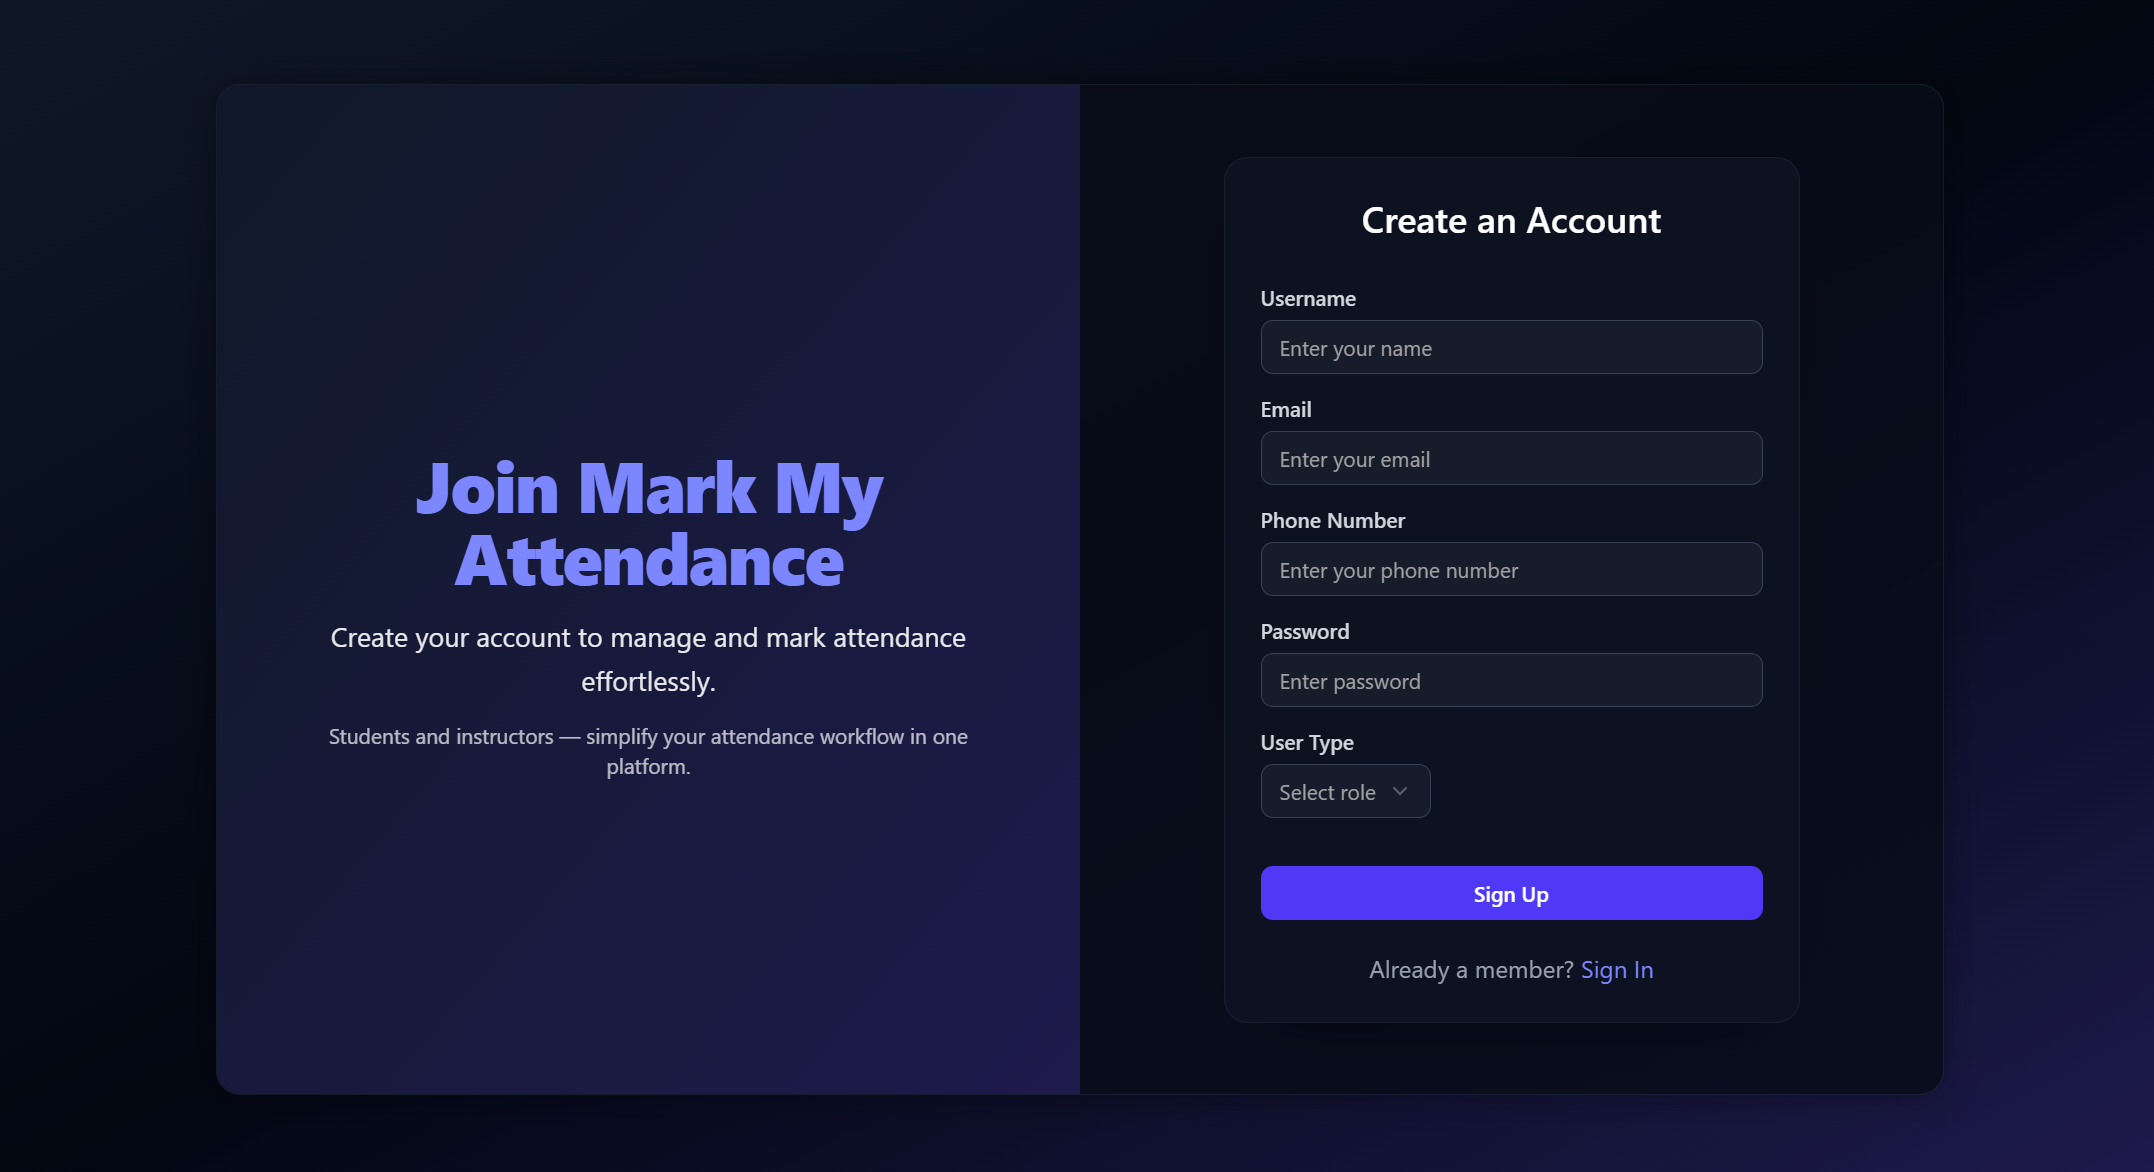 Join Mark My
Attendance
Create your account to manage and mark attendance
effortlessly.
Students and instructors — simplify your attendance workflow in one
platform.
Create an Account
Username
Enter your name
Email
Enter your email
Phone Number
Enter your phone number
Password
Enter password
User Type
Select role
Sign Up
Already a member? Sign In